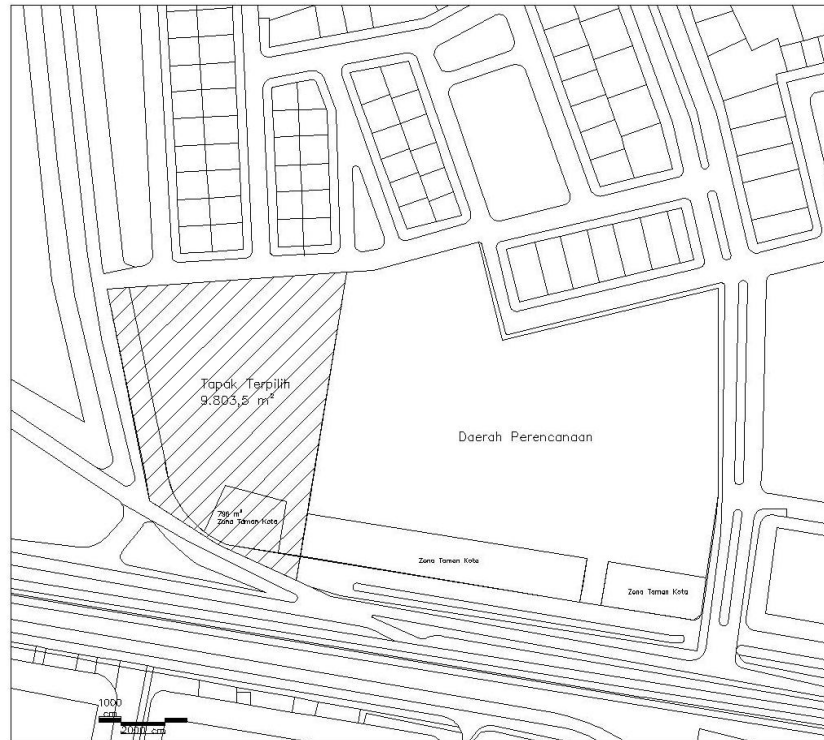 Tapak Terpilih
9.803,5 m²
Daerah Perencanaan
796 m²
Zona Taman Kota
Zona Taman Kota
Zona Taman Kota
1000
cm
2000 cm